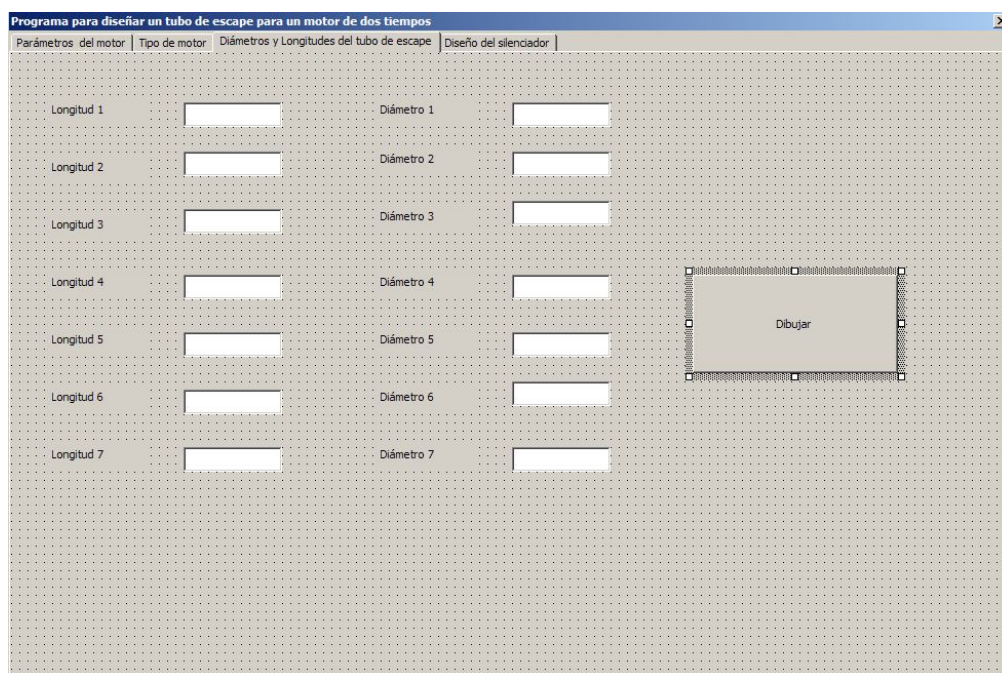 Programa para diseñar un tubo de escape para un motor de dos tiempos
Parámetros del motor Tipo de motor Diámetros y Longitudes del tubo de escape Diseño del silenciador
Longitud 1 Diámetro 1
Longitud 2 Diámetro 2
Longitud 3 Diámetro 3
Longitud 4 Diámetro 4
Longitud 5 Diámetro 5
Longitud 6 Diámetro 6
Longitud 7 Diámetro 7
Dibujar